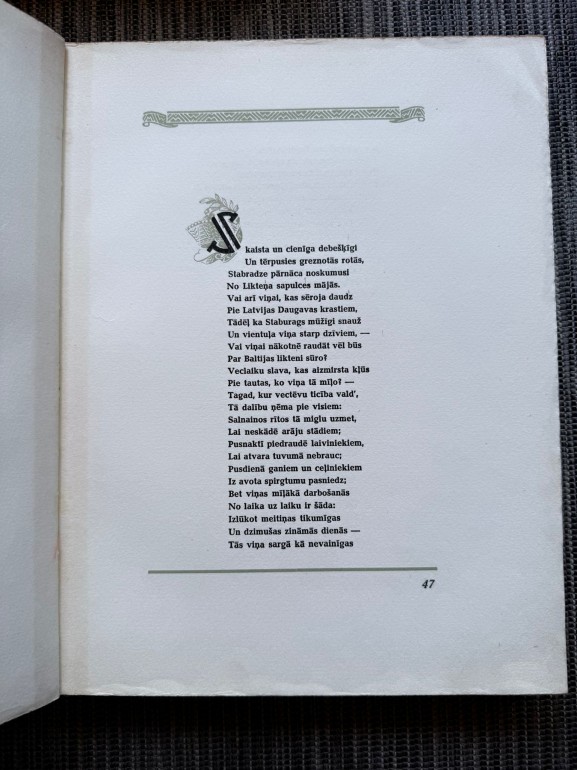 Skaista un cienīga debešķīgi
Un tērpusies greznotās rotās,
Stabradze pārnāca noskumusi
No Likteņa sapulces mājās.
Vai arī viņai, kas sēroja daudz
Pie Latvijas Daugavas krastiem,
Tādēļ ka Staburags mūžīgi snauž
Un vientuļa viņa starp dzīviem, —
Vai viņai nākotnē raudāt vēl būs
Par Baltijas likteni sūro?
Veclaiku slava, kas aizmirsta kļūs
Pie tautas, ko viņa tā mīļo? —
Tagad, kur vectēvu ticība vald',
Tā dalību ņēma pie visiem:
Salnainos rītos tā miglu uzmet,
Lai neskādē arāju stādiem;
Pusnaktī piedraudē laiviniekiem,
Lai atvara tuvumā nebrauc;
Pusdienā ganiem un ceļiniekiem
Iz avota spirgtumu pasniedz;
Bet viņas mīļākā darbošanās
No laika uz laiku ir šāda:
Izlūkot meitiņas tikumīgas
Un dzimušas zināmās dienās —
Tās viņa sargā kā nevainīgas
47